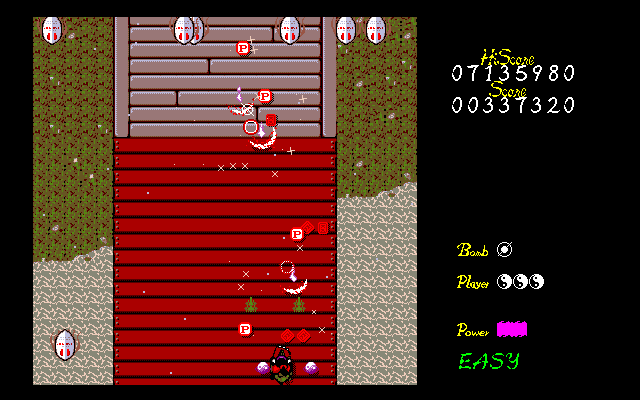 HiScore
07135980
Score
00337320
P
P
P
Bomb
Player
P
Power
EASY